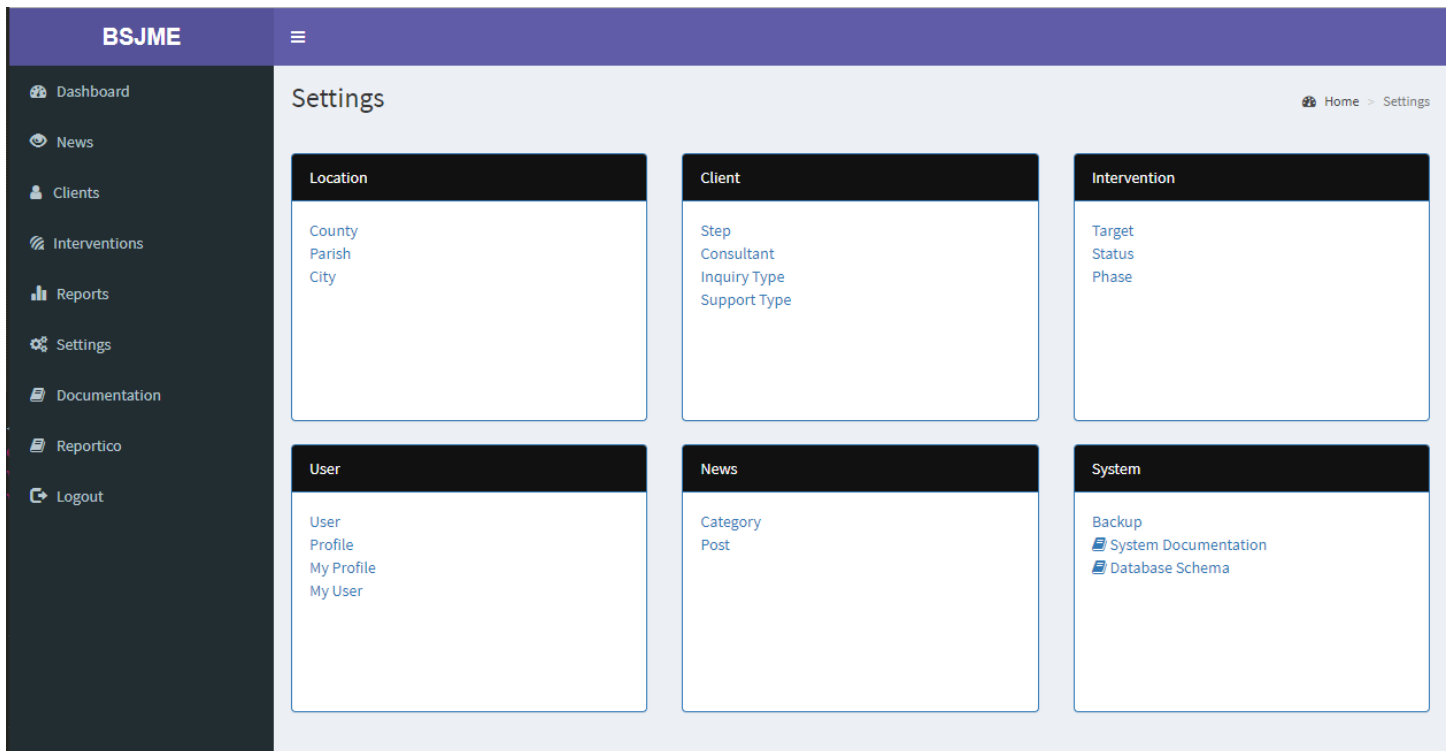 BSJME
Dashboard
News
Clients
Interventions
Reports
Settings
Documentation
Reportico
Logout
Settings
Home > Settings
Location
County
Parish
City
Client
Step
Consultant
Inquiry Type
Support Type
Intervention
Target
Status
Phase
User
User
Profile
My Profile
My User
News
Category
Post
System
Backup
System Documentation
Database Schema